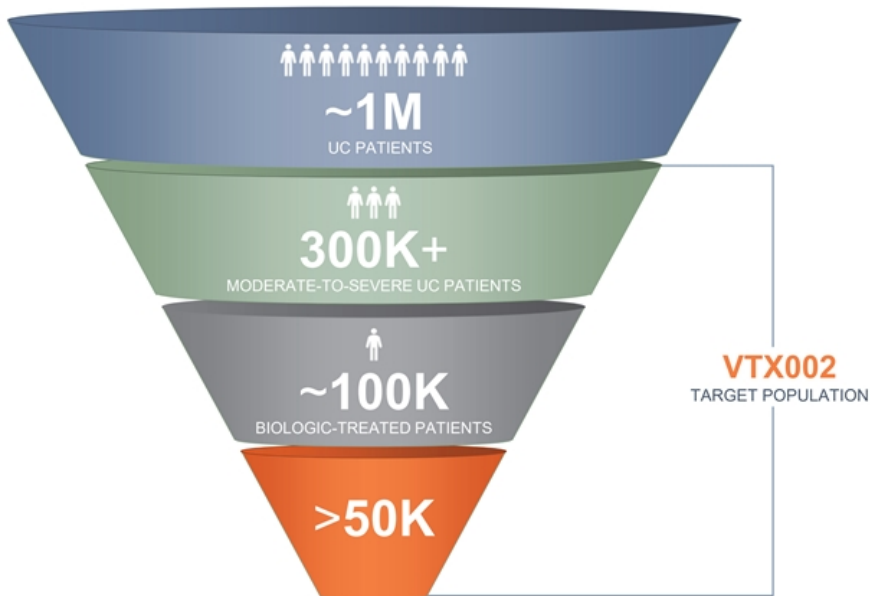 ~1M
UC PATIENTS
300K+
MODERATE-TO-SEVERE UC PATIENTS
~100K
BIOLOGIC-TREATED PATIENTS
>50K
VTX002
TARGET POPULATION